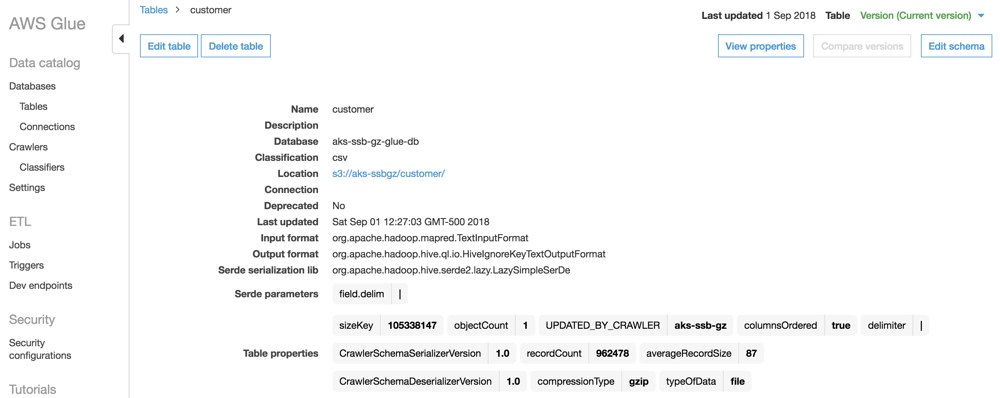 AWS Glue
Data catalog
Databases
Tables
Connections
Crawlers
Classifiers
Settings
ETL
Jobs
Triggers
Dev endpoints
Security
Security
configurations
Tutorials
Tables > customer
Last updated 1 Sep 2018 Table Version (Current version)
Edit table Delete table
View properties Compare versions Edit schema
Name customer
Description
Database aks-ssb-gz-glue-db
Classification csv
Location s3://aks-ssbgz/customer/
Connection
Deprecated No
Last updated Sat Sep 01 12:27:03 GMT-500 2018
Input format org.apache.hadoop.mapred.TextInputFormat
Output format org.apache.hadoop.hive.ql.io.HiveIgnoreKeyTextOutputFormat
Serde serialization lib org.apache.hadoop.hive.serde2.lazy.LazySimpleSerDe
Serde parameters field.delim |
sizeKey 105338147 objectCount 1 UPDATED_BY_CRAWLER aks-ssb-gz columnsOrdered true delimiter |
Table properties CrawlerSchemaSerializerVersion 1.0 recordCount 962478 averageRecordSize 87
CrawlerSchemaDeserializerVersion 1.0 compressionType gzip typeOfData file